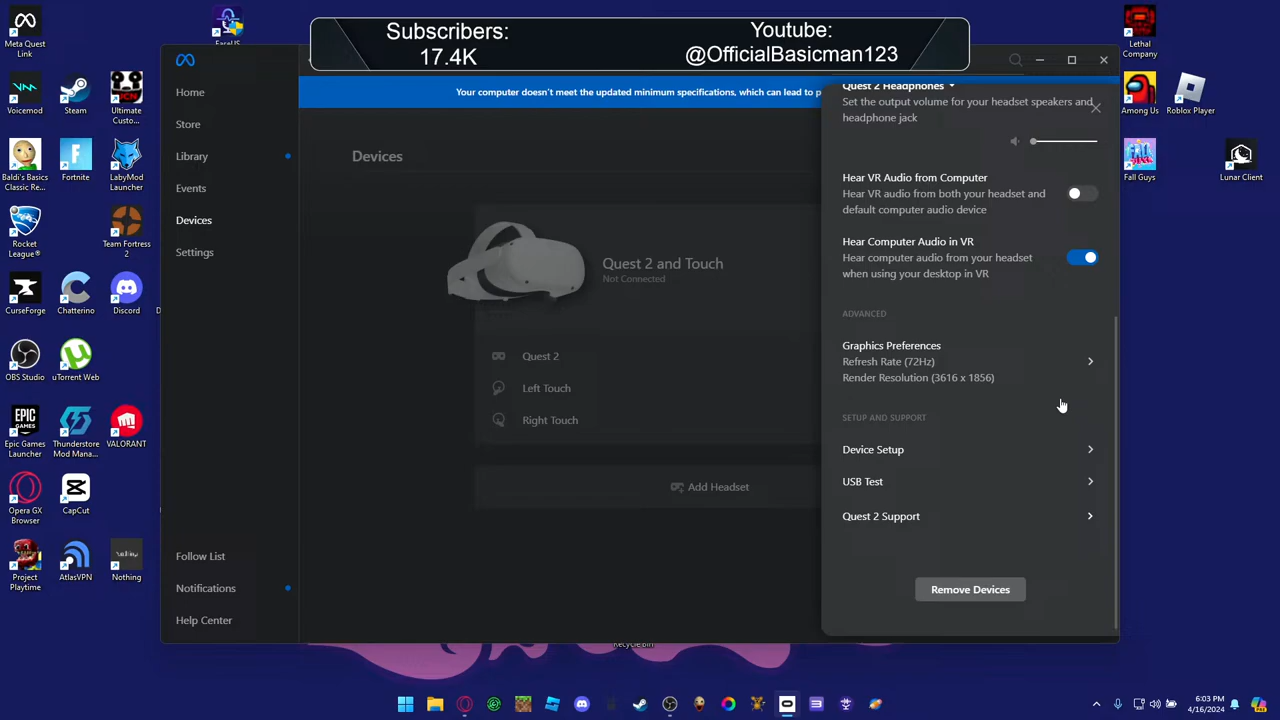 Subscribers:
17.4K
Youtube:
@OfficialBasicman123
Meta Quest
Link
EaseUS
Voicemod
Steam
Ultimate
Custo...
Baldi's Basics
Classic Re...
Fortnite
LabyMod
Launcher
Rocket
League®
Team Fortress
2
CurseForge
Chatterino
Discord
OBS Studio
uTorrent Web
Epic Games
Launcher
Thunderstore
Mod Mana...
VALORANT
Opera GX
Browser
CapCut
Project
Playtime
AtlasVPN
Nothing
Lethal
Company
Among Us
Roblox Player
Fall Guys
Lunar Client
Home
Store
Library
Events
Devices
Settings
Follow List
Notifications
Help Center
Your computer doesn't meet the updated minimum specifications, which can lead to p
Devices
Quest 2 and Touch
Not Connected
Quest 2
Left Touch
Right Touch
Add Headset
Quest 2 Headphones
Set the output volume for your headset speakers and
headphone jack
Hear VR Audio from Computer
Hear VR audio from both your headset and
default computer audio device
Hear Computer Audio in VR
Hear computer audio from your headset
when using your desktop in VR
ADVANCED
Graphics Preferences
Refresh Rate (72Hz)
Render Resolution (3616 x 1856)
SETUP AND SUPPORT
Device Setup
USB Test
Quest 2 Support
Remove Devices
Recycle Bin
6:03 PM
4/16/2024